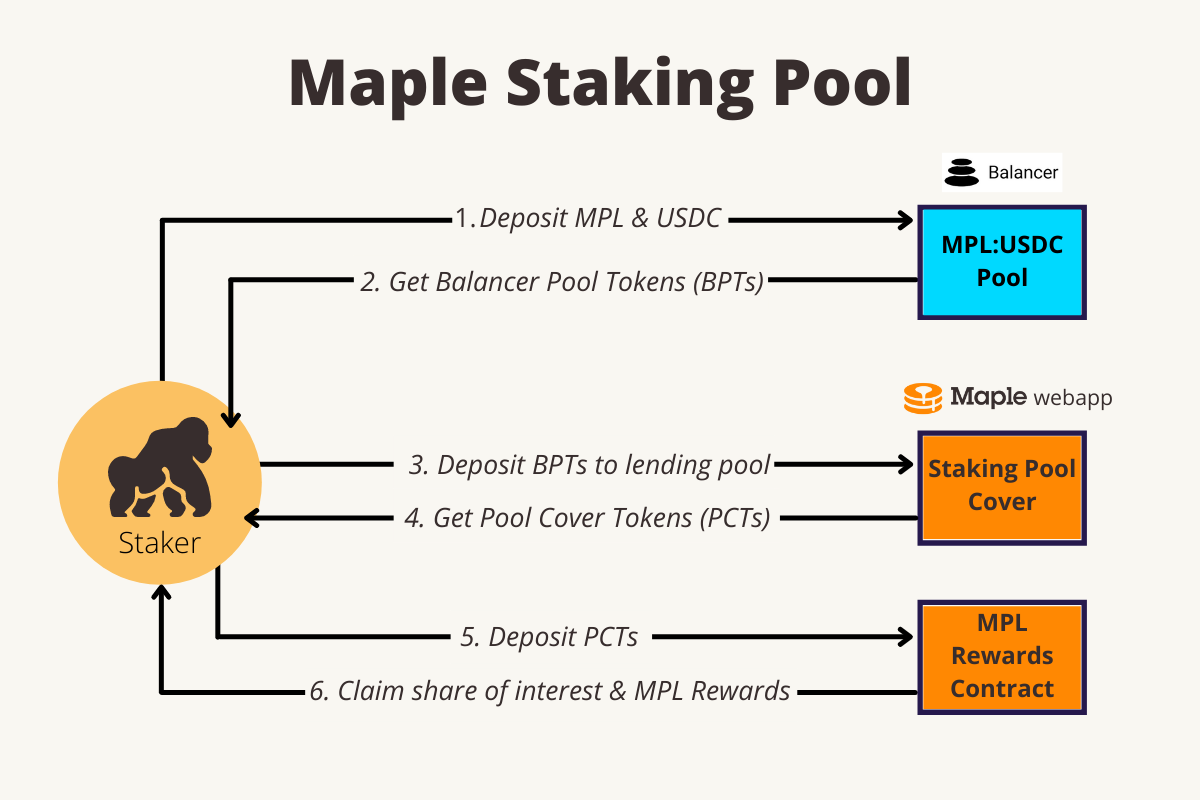 Maple Staking Pool
Balancer
1. Deposit MPL & USDC
MPL:USDC
Pool
2. Get Balancer Pool Tokens (BPTs)
Maple webapp
3. Deposit BPTs to lending pool
Staking Pool
Cover
4. Get Pool Cover Tokens (PCTs)
Staker
5. Deposit PCTs
MPL
Rewards
Contract
6. Claim share of interest & MPL Rewards